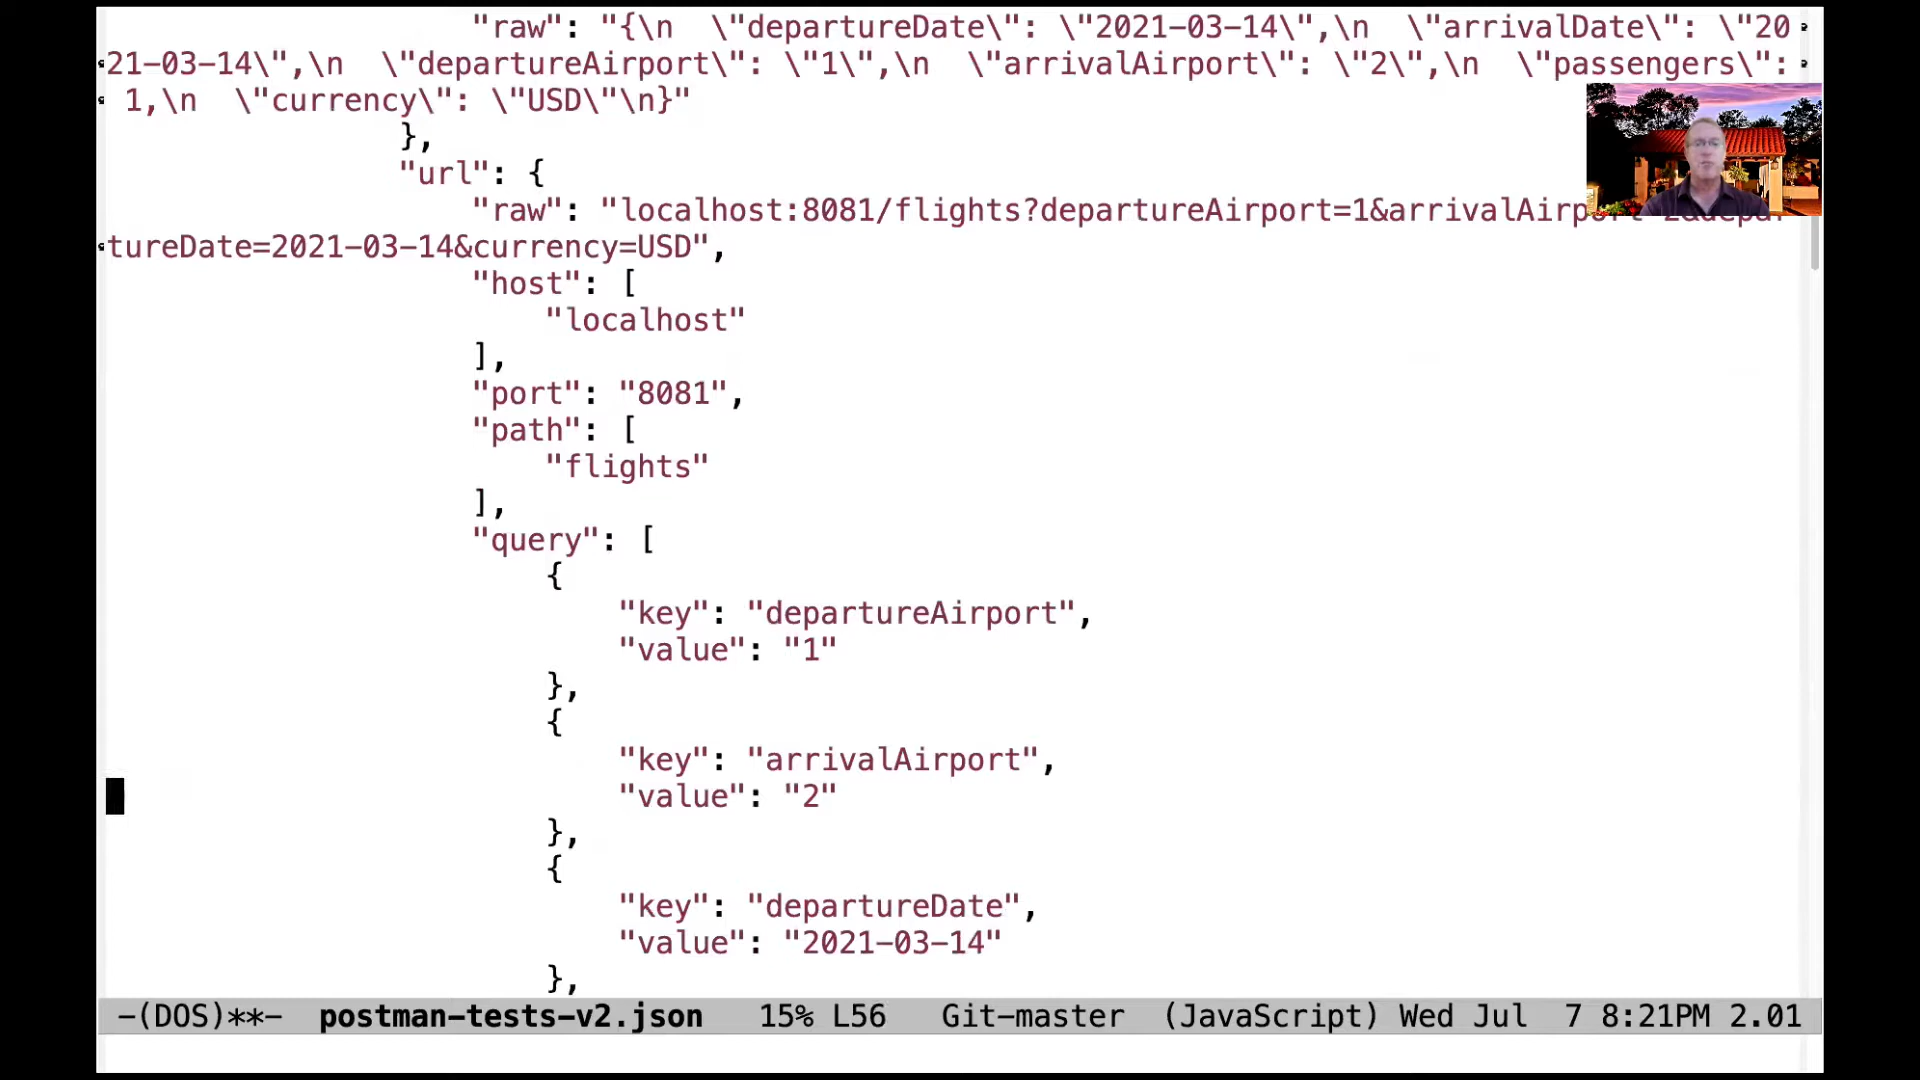 "raw": "{\n  \"departureDate\": \"2021-03-14\",\n  \"arrivalDate\": \"20
21-03-14\",\n  \"departureAirport\": \"1\",\n  \"arrivalAirport\": \"2\",\n  \"passengers\":
1,\n  \"currency\": \"USD\"\n}"
},
"url": {
"raw": "localhost:8081/flights?departureAirport=1&arrivalAirp
tureDate=2021-03-14&currency=USD",
"host": [
"localhost"
],
"port": "8081",
"path": [
"flights"
],
"query": [
{
"key": "departureAirport",
"value": "1"
},
{
"key": "arrivalAirport",
"value": "2"
},
{
"key": "departureDate",
"value": "2021-03-14"
},
-(DOS)**-  postman-tests-v2.json   15% L56   Git-master  (JavaScript) Wed Jul  7 8:21PM 2.01